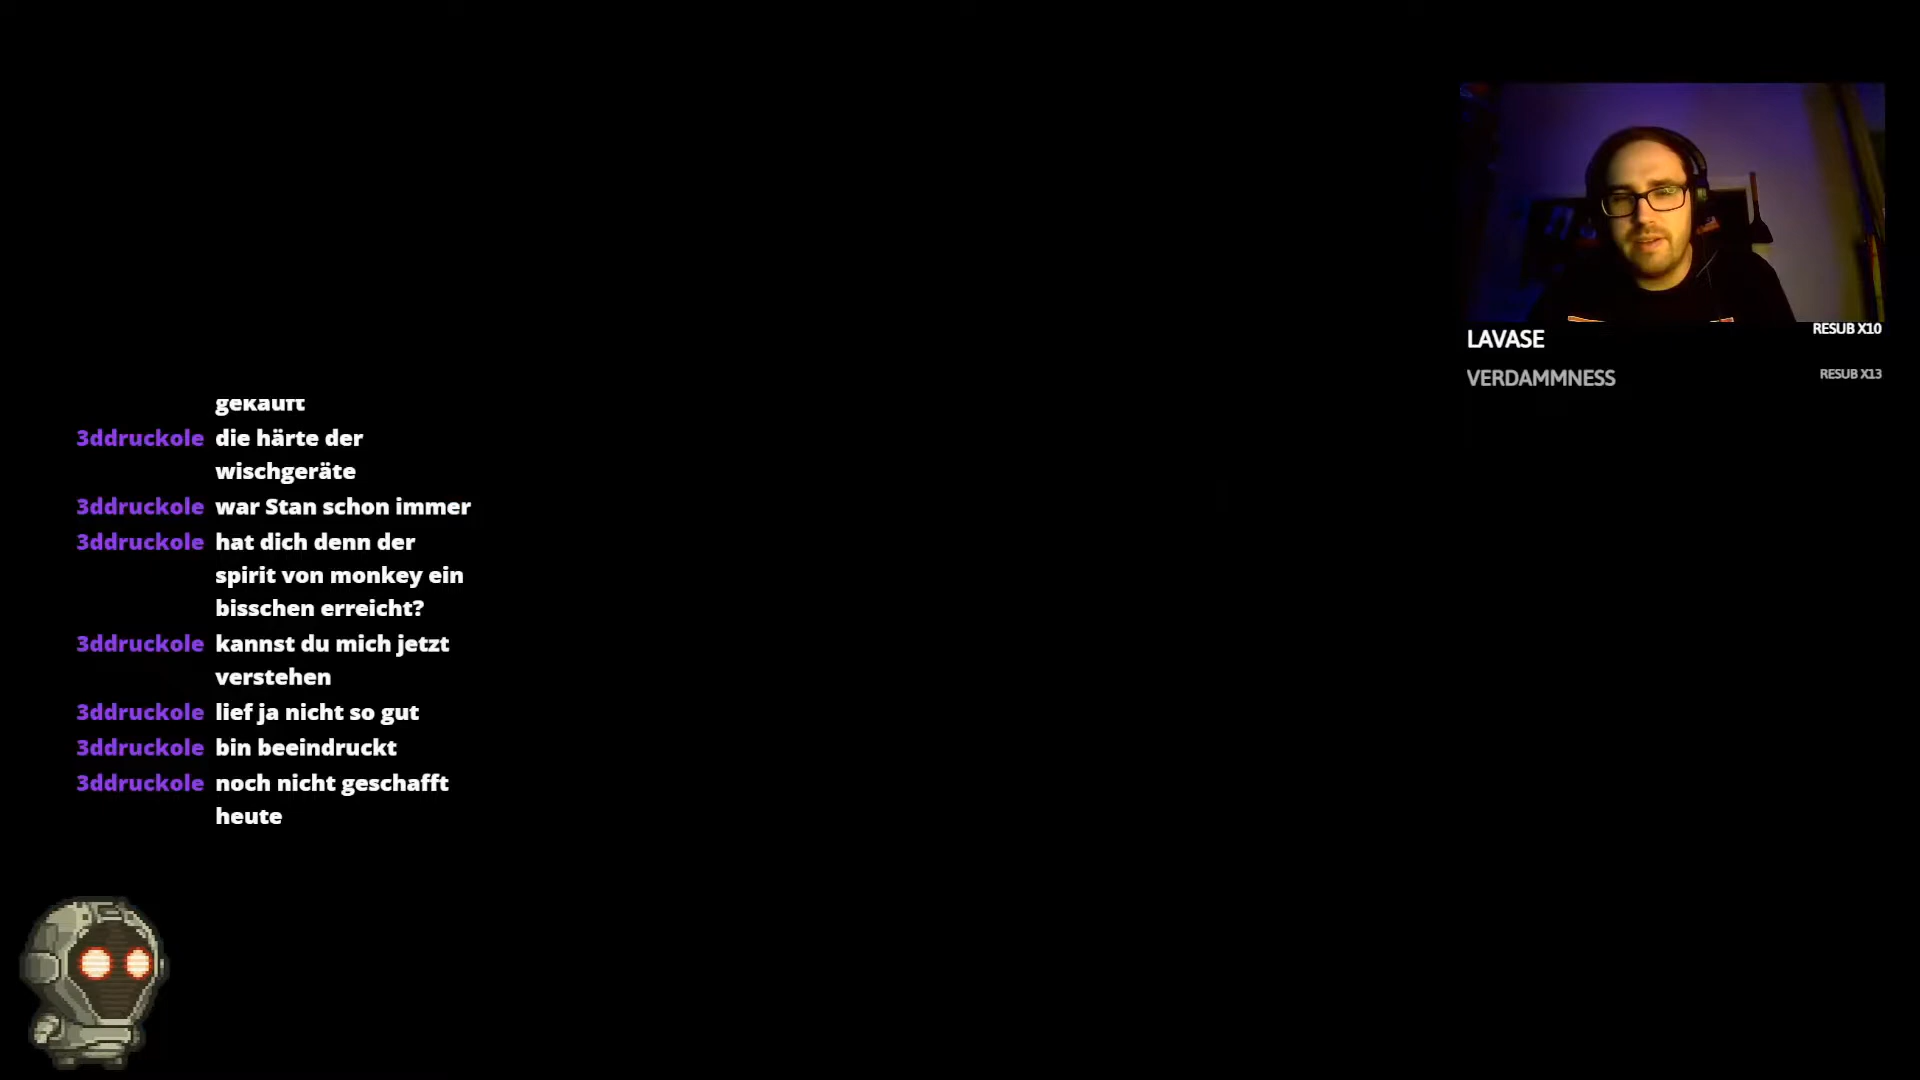 LAVASE RESUB X10
VERDAMMNESS RESUB X13
gekauft
3ddruckole die härte der
wischgeräte
3ddruckole war Stan schon immer
3ddruckole hat dich denn der
spirit von monkey ein
bisschen erreicht?
3ddruckole kannst du mich jetzt
verstehen
3ddruckole lief ja nicht so gut
3ddruckole bin beeindruckt
3ddruckole noch nicht geschafft
heute